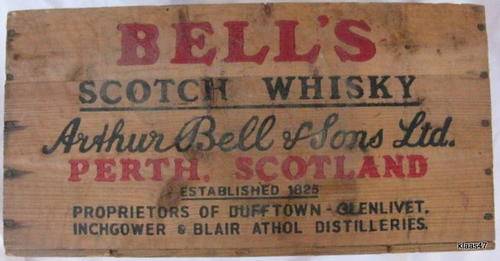 BELL'S
SCOTCH WHISKY
Arthur Bell & Sons Ltd.
PERTH. SCOTLAND
ESTABLISHED 1825
PROPRIETORS OF DUFFTOWN-GLENLIVET,
INCHGOWER & BLAIR ATHOL DISTILLERIES.
klaas47